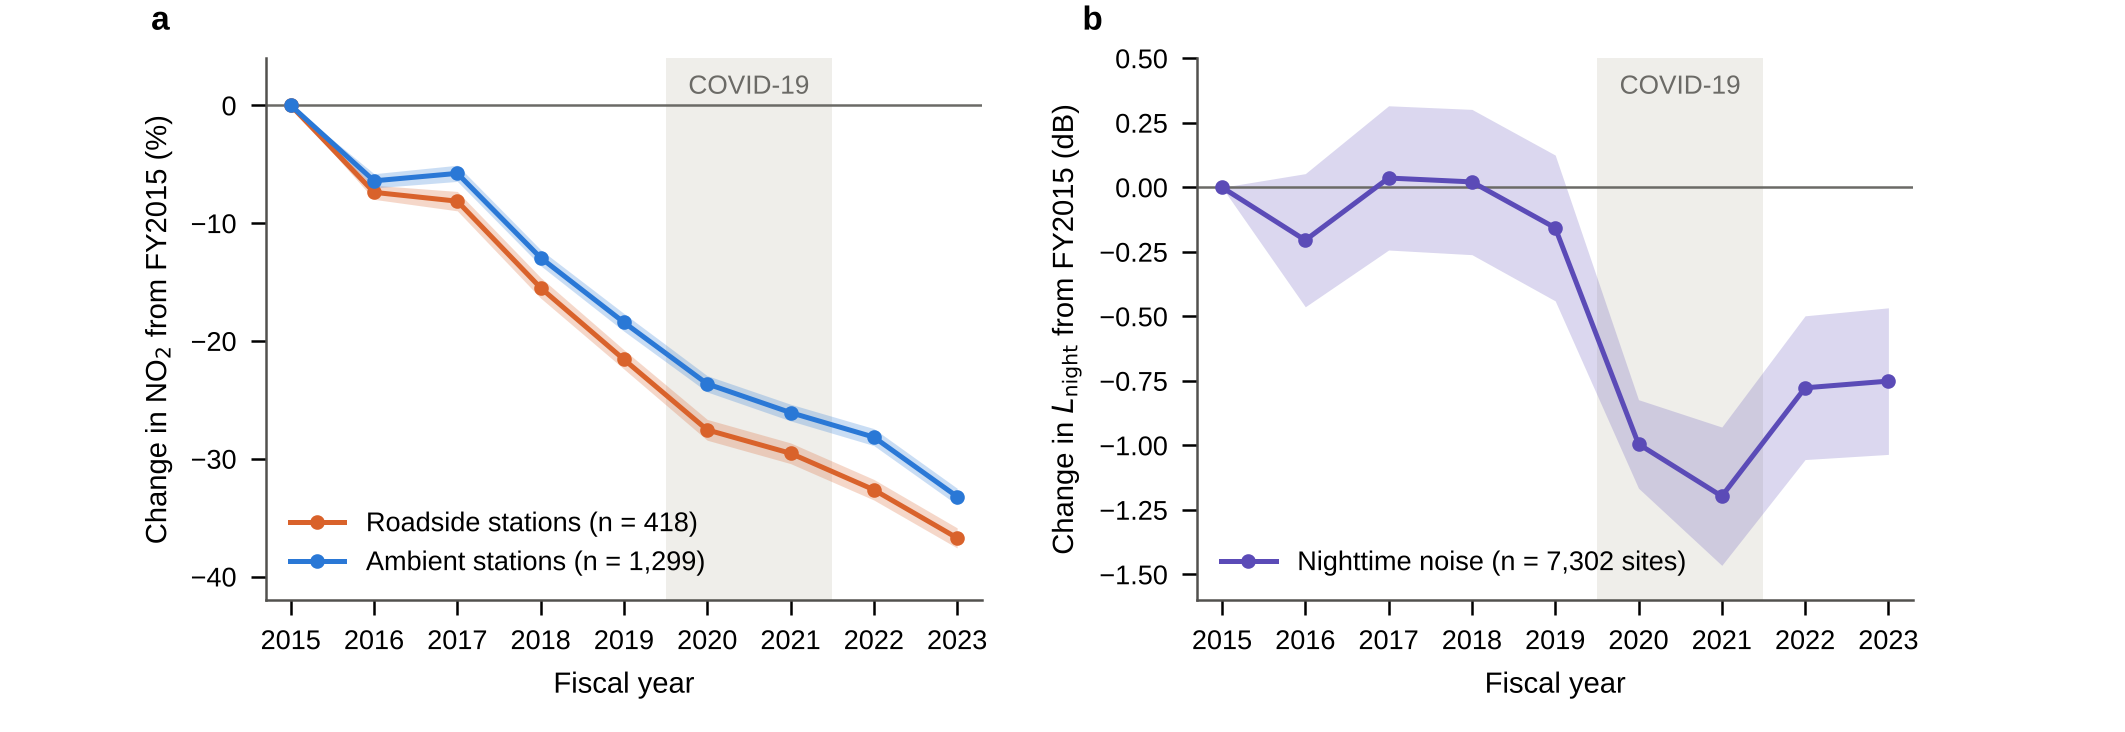 a
COVID-19
0
−10
−20
−30
−40
Change in NO₂ from FY2015 (%)
Roadside stations (n = 418)
Ambient stations (n = 1,299)
2015 2016 2017 2018 2019 2020 2021 2022 2023
Fiscal year
b
COVID-19
0.50
0.25
0.00
−0.25
−0.50
−0.75
−1.00
−1.25
−1.50
Change in Lnight from FY2015 (dB)
Nighttime noise (n = 7,302 sites)
2015 2016 2017 2018 2019 2020 2021 2022 2023
Fiscal year